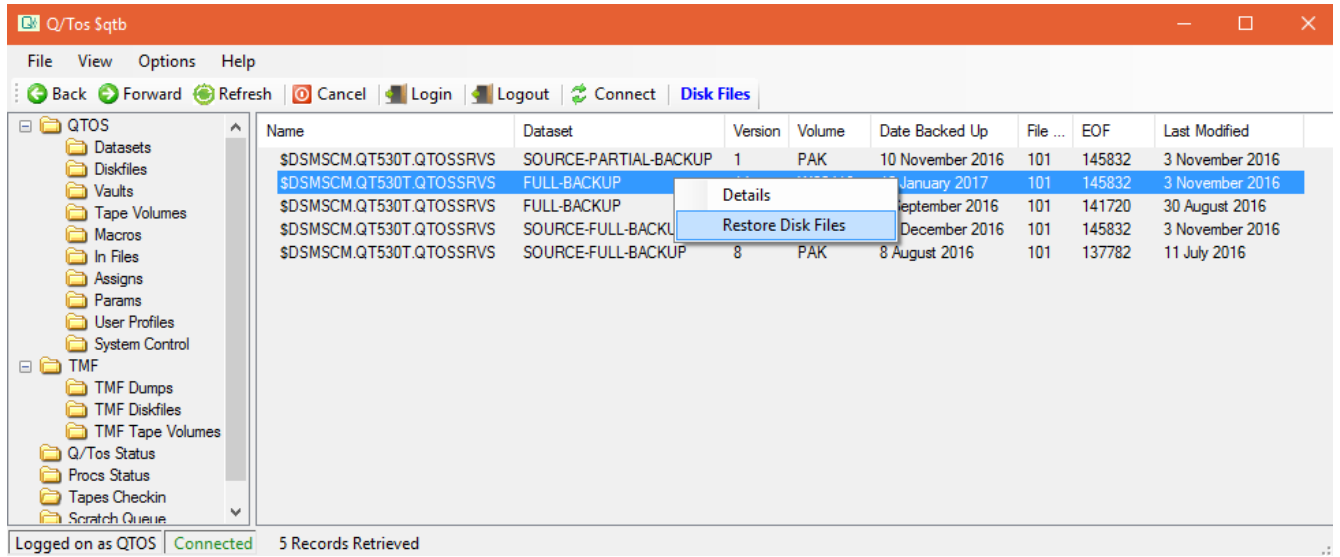 Q/Tos $qtb
File View Options Help
Back Forward Refresh Cancel Login Logout Connect Disk Files
QTOS
Datasets
Diskfiles
Vaults
Tape Volumes
Macros
In Files
Assigns
Params
User Profiles
System Control
TMF
TMF Dumps
TMF Diskfiles
TMF Tape Volumes
Q/Tos Status
Procs Status
Tapes Checkin
Scratch Queue
Name Dataset Version Volume Date Backed Up File ... EOF Last Modified
$DSMSCM.QT530T.QTOSSRVS SOURCE-PARTIAL-BACKUP 1 PAK 10 November 2016 101 145832 3 November 2016
$DSMSCM.QT530T.QTOSSRVS FULL-BACKUP January 2017 101 145832 3 November 2016
$DSMSCM.QT530T.QTOSSRVS FULL-BACKUP September 2016 101 141720 30 August 2016
$DSMSCM.QT530T.QTOSSRVS SOURCE-FULL-BACKU December 2016 101 145832 3 November 2016
$DSMSCM.QT530T.QTOSSRVS SOURCE-FULL-BACKUP 8 PAK 8 August 2016 101 137782 11 July 2016
Details
Restore Disk Files
Logged on as QTOS Connected 5 Records Retrieved